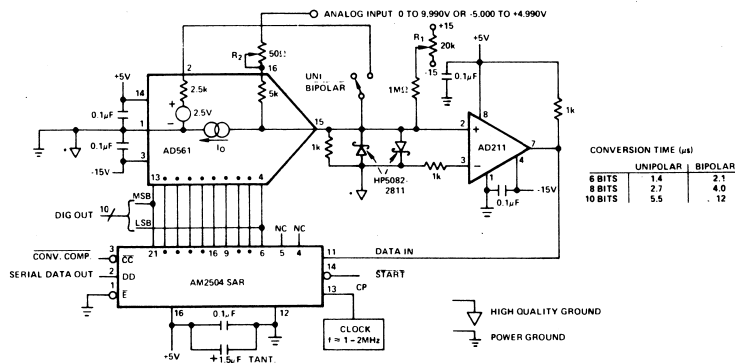 ANALOG INPUT 0 TO 9.990V OR -5.000 TO +4.990V
R2
50Ω
16
2
+5V
14
0.1μF
1
0.1μF
3
-15V
2.5k
+
2.5V
-
AD561
IO
5k
13
4
15
UNI
BIPOLAR
R1
+15
20k
-15
1MΩ
1k
HP5082-
2811
1k
+5V
0.1μF
8
2
+
AD211
7
3
-
1
4
0.1μF
-15V
1k
CONVERSION TIME (μs)
UNIPOLAR BIPOLAR
6 BITS 1.4 2.1
8 BITS 2.7 4.0
10 BITS 5.5 12
DIG OUT
10
MSB
LSB
NC NC
21 16 9 6 5 4
CONV. COMP.
3
CC
SERIAL DATA OUT
2
DD
1
E
AM2504 SAR
11
DATA IN
14
START
13
CP
16
12
0.1μF
+5V
+1.5μF TANT.
CLOCK
f ≈ 1 - 2MHz
HIGH QUALITY GROUND
POWER GROUND